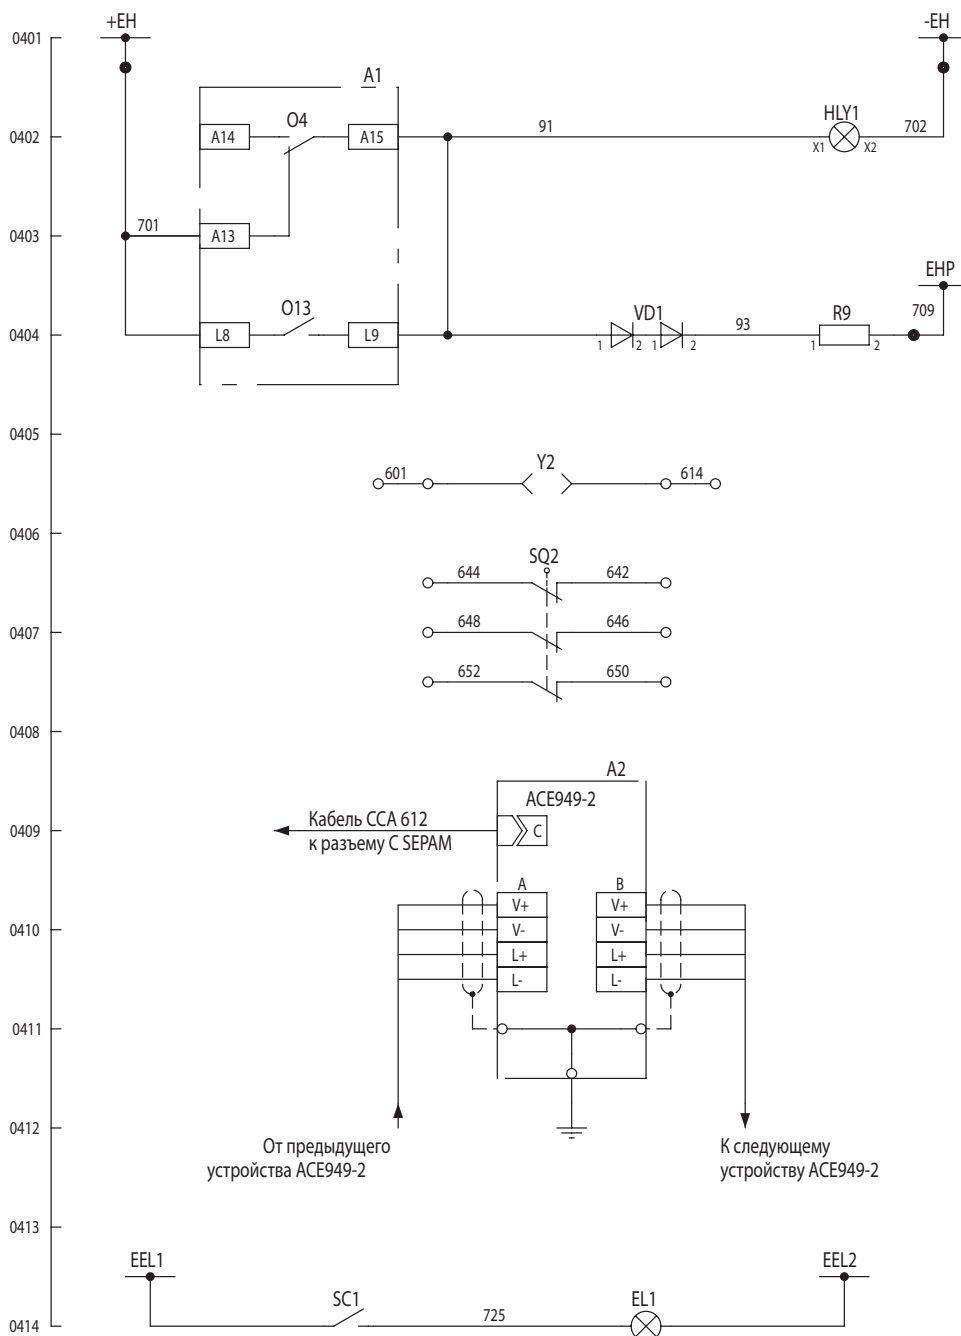 +EH
-EH
0401
A1
O4
HLY1
0402
A14
A15
91
X1
X2
702
701
0403
A13
EHP
O13
VD1
93
R9
709
0404
L8
L9
1
2
1
2
1
2
0405
Y2
601
614
0406
SQ2
644
642
0407
648
646
652
650
0408
A2
ACE949-2
0409
Кабель CCA 612
к разъему C SEPAM
C
A
B
V+
V+
0410
V-
V-
L+
L+
L-
L-
0411
0412
От предыдущего
устройства ACE949-2
К следующему
устройству ACE949-2
0413
EEL1
EEL2
SC1
725
EL1
0414